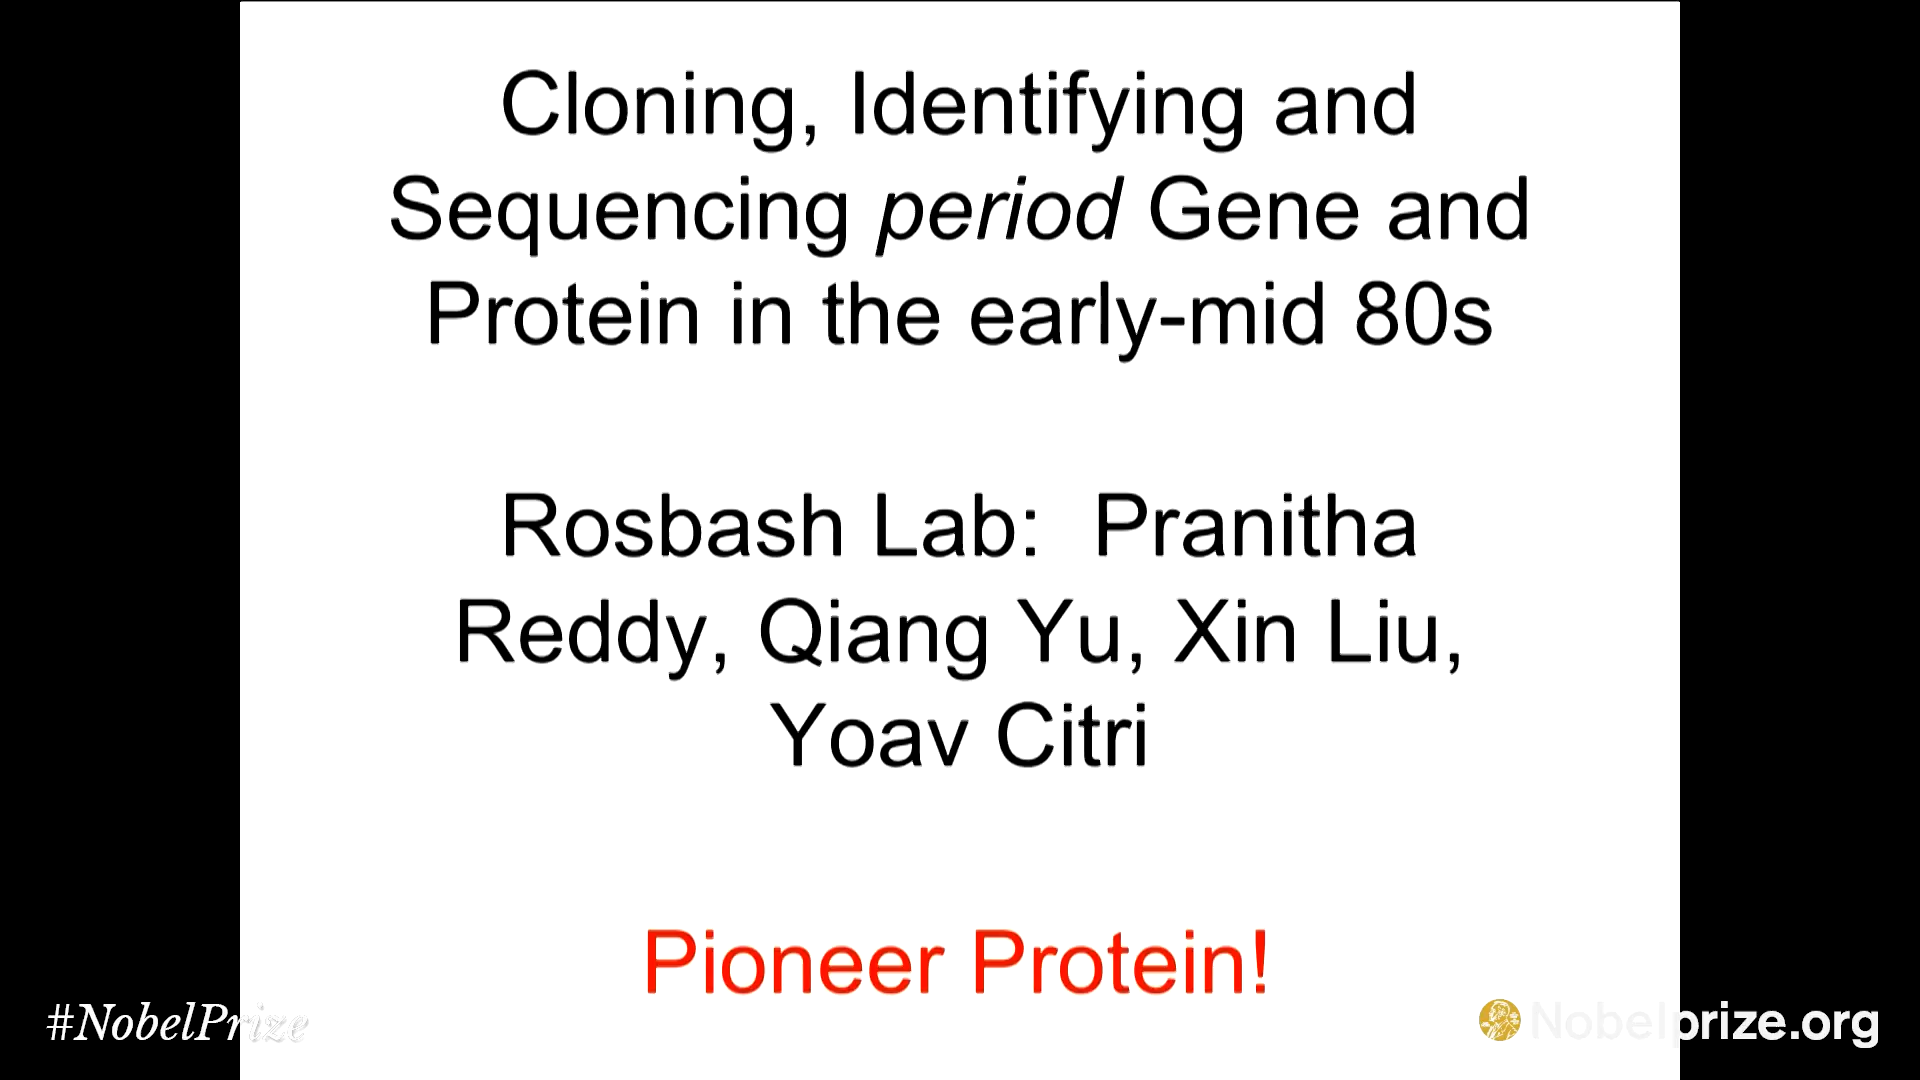 Cloning, Identifying and
Sequencing period Gene and
Protein in the early-mid 80s
Rosbash Lab: Pranitha
Reddy, Qiang Yu, Xin Liu,
Yoav Citri
Pioneer Protein!
#NobelPrize
Nobelprize.org